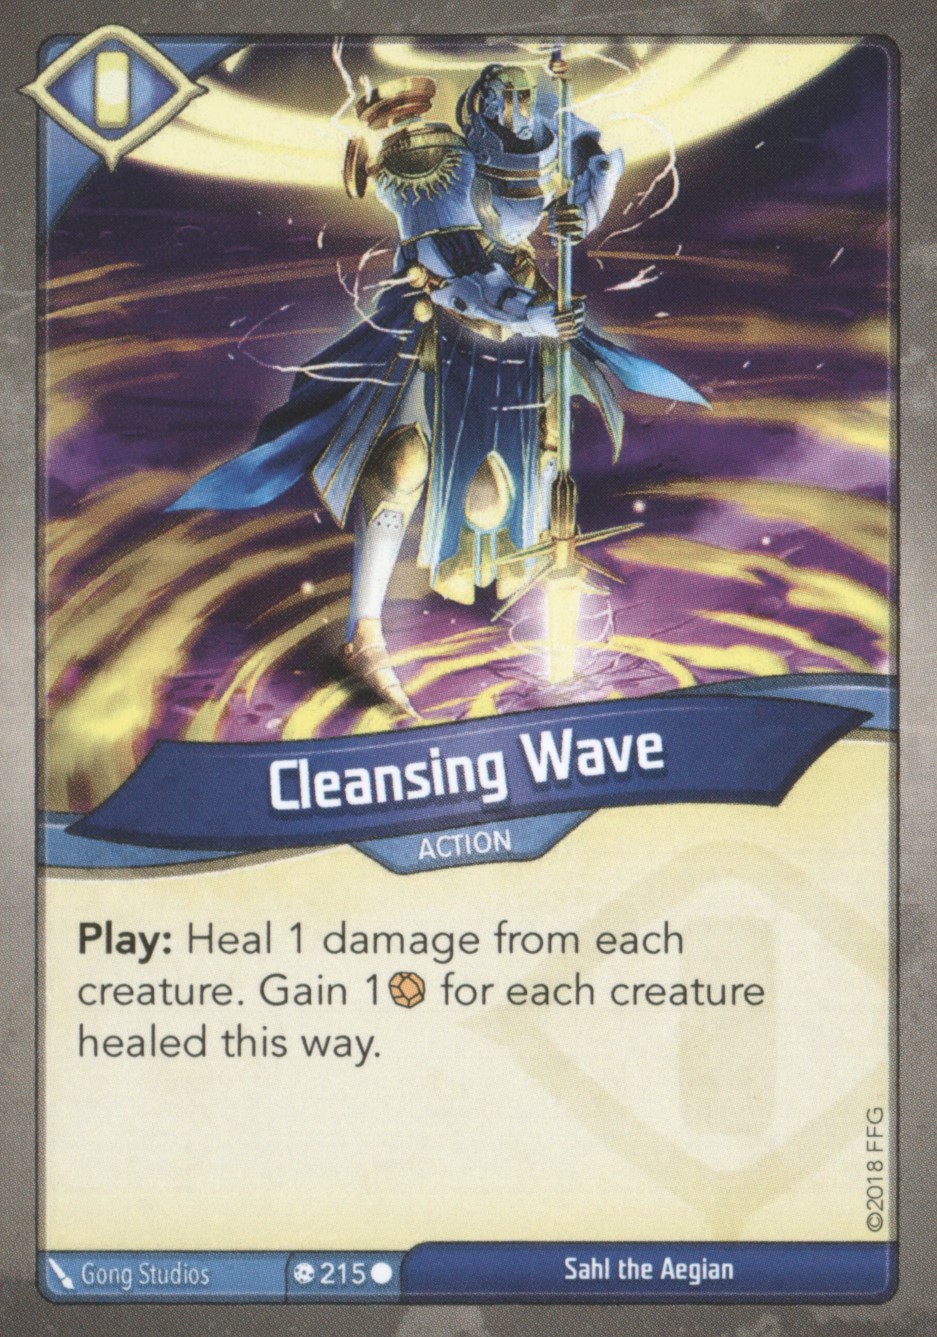 Cleansing Wave
ACTION
Play: Heal 1 damage from each
creature. Gain 1 for each creature
healed this way.
©2018 FFG
Gong Studios
215
Sahl the Aegian